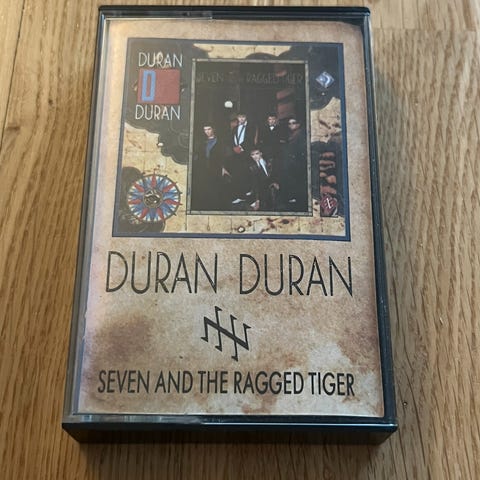 DURAN
D
DURAN
SEVEN AND THE RAGGED TIGER
DURAN DURAN
SEVEN AND THE RAGGED TIGER